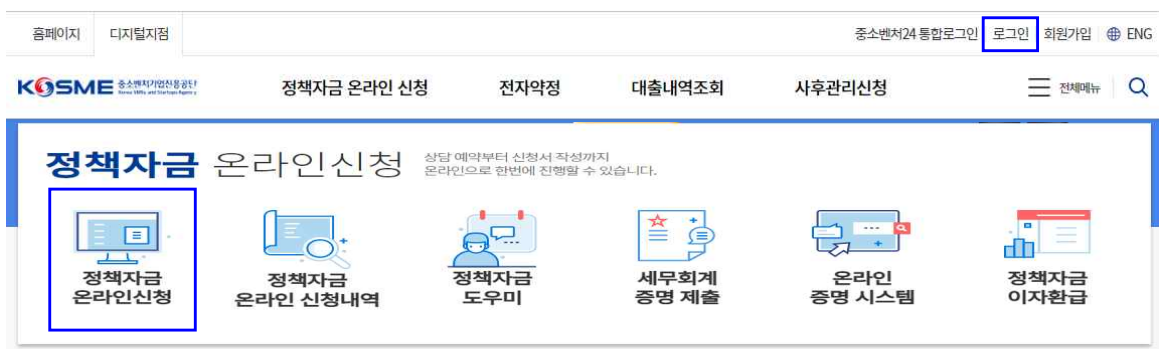 홈페이지 디지털지점 중소벤처24 통합로그인 로그인 회원가입 ENG
KOSME 중소벤처기업진흥공단 정책자금 온라인 신청 전자약정 대출내역조회 사후관리신청 전체메뉴
Korea SMEs and Startups Agency
정책자금 온라인신청 상담 예약부터 신청서 작성까지
온라인으로 한번에 진행할 수 있습니다.
정책자금 정책자금 정책자금 세무회계 온라인 정책자금
온라인신청 온라인 신청내역 도우미 증명 제출 증명 시스템 이자환급